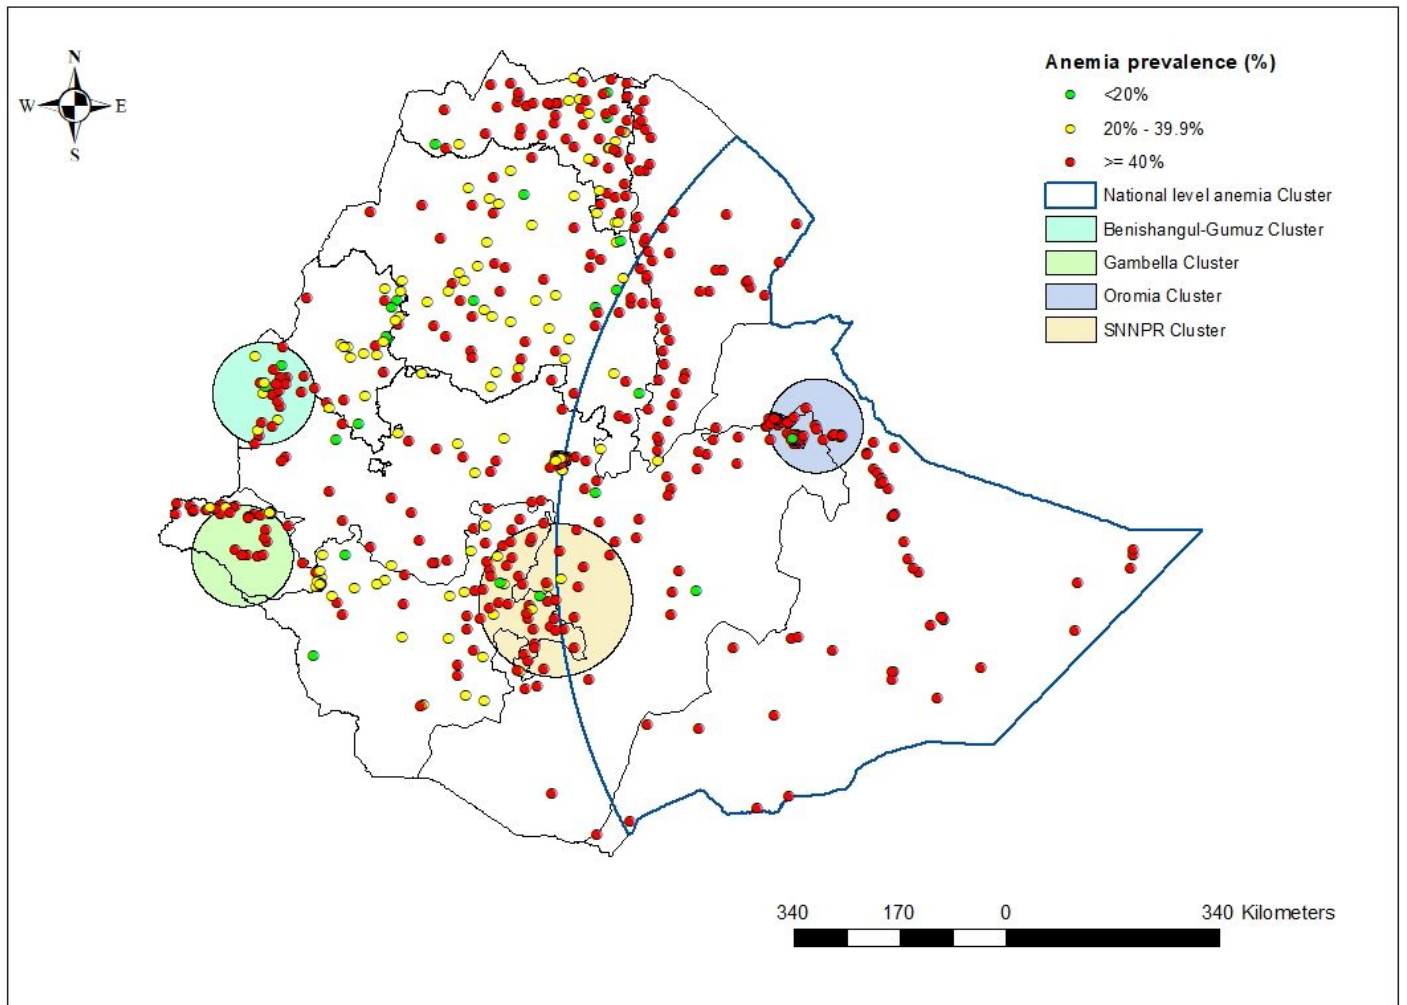 N
W E
S
Anemia prevalence (%)
<20%
20% - 39.9%
>= 40%
National level anemia Cluster
Benishangul-Gumuz Cluster
Gambella Cluster
Oromia Cluster
SNNPR Cluster
340 170 0 340 Kilometers